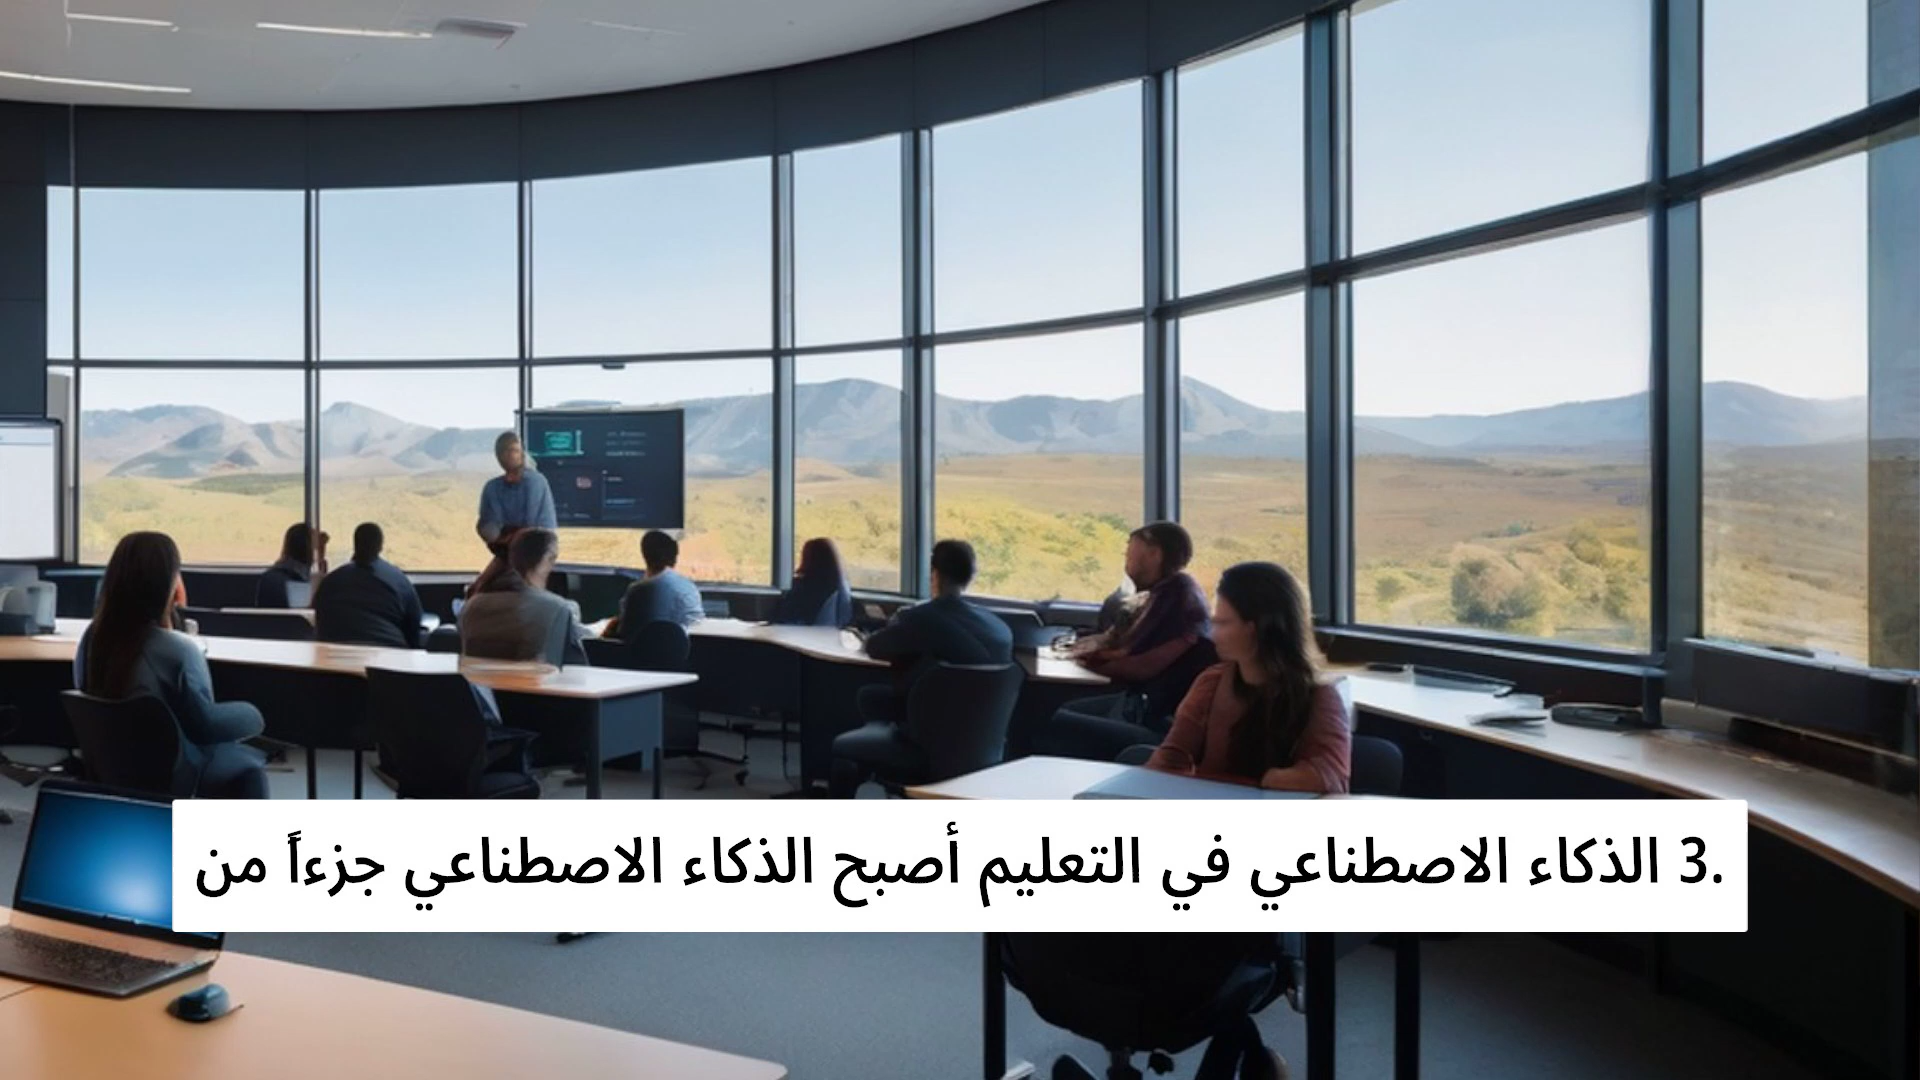 3. الذكاء الاصطناعي في التعليم أصبح الذكاء الاصطناعي جزءاً من